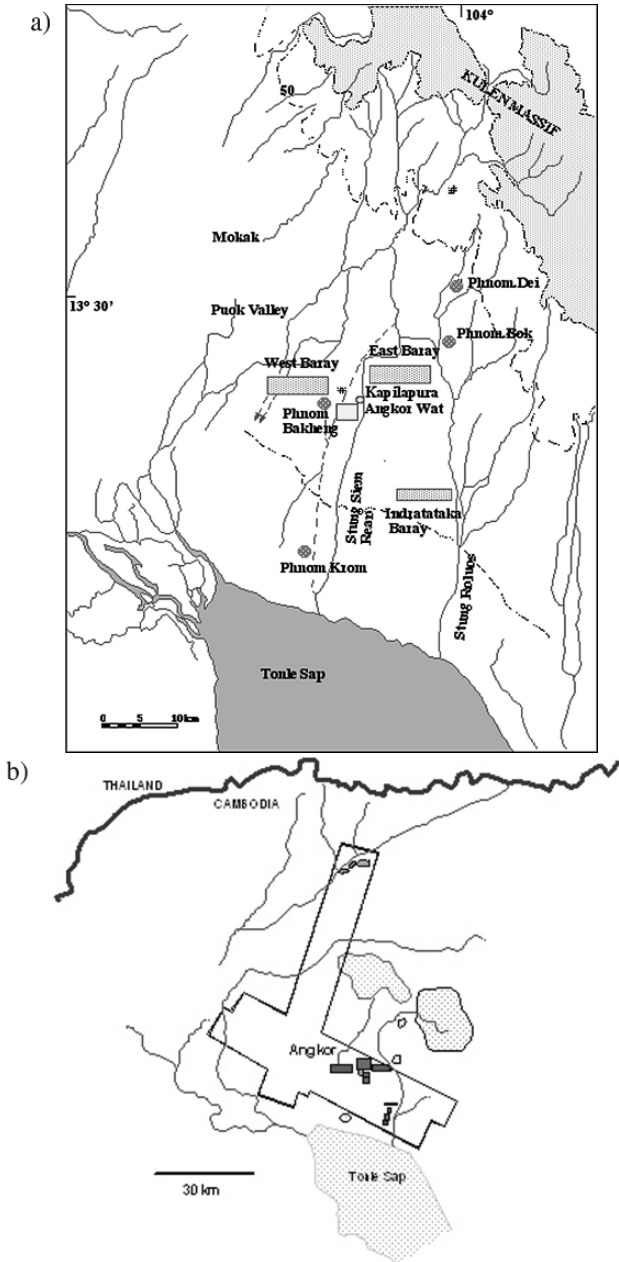 a)
104°
50
KULEN MASSIF
Mokak
Phnom Dei
13° 30'
Puok Valley
Phnom Bok
West Baray
East Baray
Kapilapura
Phnom
Bakheng
Angkor Wat
Stung Siem
Reap
Indratataka
Baray
Phnom Krom
Stung Roluos
Tonle Sap
0 5 10 km
b)
THAILAND
CAMBODIA
Angkor
Tonle Sap
30 km